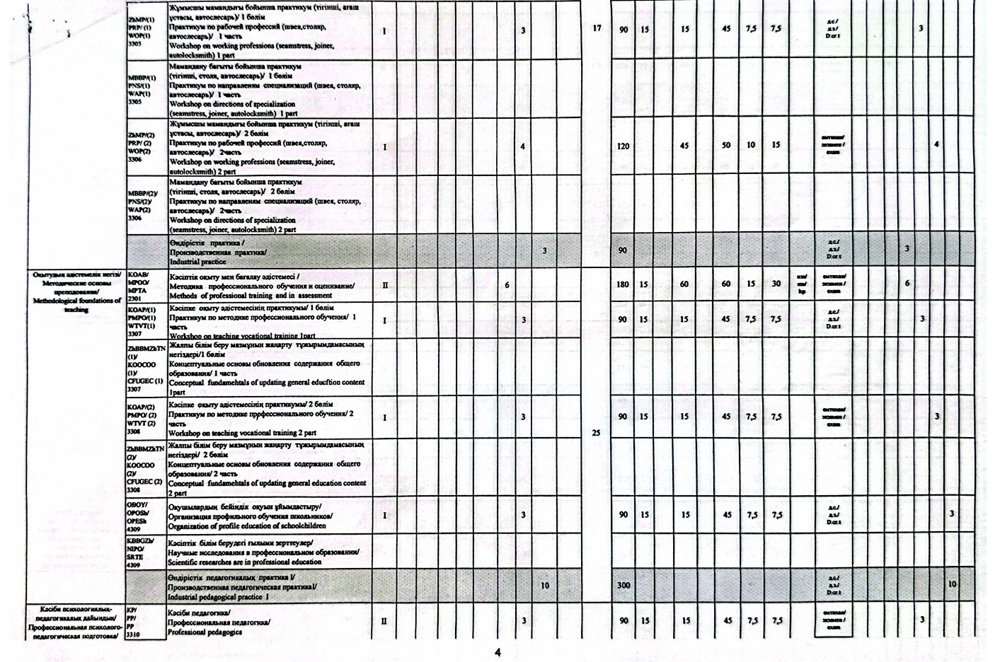 ZhMP/(1)
PRP/ (1)
WOP(1)
3305
Жұмысшы мамандығы бойынша практикум (тігінші, ағаш
ұстасы, автослесарь)/ 1 бөлім
Практикум по рабочей профессий (швея,столяр,
автослесарь)/ 1 часть
Workshop on working professions (seamstress, joiner,
autolocksmith) 1 part
I 3 17 90 15 15 45 7,5 7,5
д.с./
д.з./
D.cr.t
3
MBBP/(1)
PNS/(1)
WAP(1)
3305
Мамандану бағыты бойынша практикум
(тігінші, столя, автослесарь)/ 1 бөлім
Практикум по направленям специализаций (швея, столяр,
автослесарь)/ 1 часть
Workshop on directions of specialization
(seamstress, joiner, autolocksmith) 1 part
ZhMP/(2)
PRP/ (2)
WOP(2)
3306
Жұмысшы мамандығы бойынша практикум (тігінші, ағаш
ұстасы, автослесарь)/ 2 бөлім
Практикум по рабочей профессий (швея,столяр,
автослесарь)/ 2часть
Workshop on working professions (seamstress, joiner,
autolocksmith) 2 part
I 4 120 45 50 10 15
емтихан/
экзамен /
exam
4
MBBP/(2)/
PNS/(2)/
WAP(2)
3306
Мамандану бағыты бойынша практикум
(тігінші, столя, автослесарь)/ 2 бөлім
Практикум по направленям специализаций (швея, столяр,
автослесарь)/ 2часть
Workshop on directions of specialization
(seamstress, joiner, autolocksmith) 2 part
Өндірістік практика /
Производственная практика/
Industrial practice
3 90
д.с./
д.з./
D.cr.t
3
Оқытудың әдістемелік негізі/
Методические основы
преподования/
Methodological foundations of
teaching
KOAB/
MPOO/
MPTA
2301
Кәсіптік оқыту мен бағалау әдістемесі /
Методика профессионального обучения и оценивание/
Methods of professional training and in assessment
II 6 180 15 60 60 15 30
кж/
кр/
kp
емтихан/
экзамен /
exam
6
KOAP/(1)
PMPO/(1)
WTVT(1)
3307
Кәсіпке оқыту әдістемесінің практикумы/ 1 бөлім
Практикум по методике профессионального обучения/ 1
часть
Workshop on teaching vocational training 1part
I 3 90 15 15 45 7,5 7,5
д.с./
д.з./
D.cr.t
3
ZhBBMZhTN
(1)/
KOOCOO
(1)/
CFUGEC (1)
3307
Жалпы білім беру мазмұнын жаңарту тұжырымдамасының
негіздері/1 бөлім
Концептуальные основы обновления содержания общего
образования/ 1 часть
Conceptual fundamehtals of updating general educftion content
1part
KOAP/(2)
PMPO/ (2)
WTVT (2)
3308
Кәсіпке оқыту әдістемесінің практикумы/ 2 бөлім
Практикум по методике пррфессионального обучения/ 2
часть
Workshop on teaching vocational training 2 part
I 3 25 90 15 15 45 7,5 7,5
емтихан/
экзамен /
exam
3
ZhBBMZhTN
(2)/
KOOCOO
(2)/
CFUGEC (2)
3308
Жалпы білім беру мазмұнын жаңарту тұжырымдамасының
негіздері/ 2 бөлім
Концептуальные основы обновления содержания общего
образования/ 2 часть
Conceptual fundamehtals of updating general education content
2 part
OBOY/
OPOSh/
OPESh
4309
Оқушылардың бейіндік оқуын ұйымдастыру/
Организация профильного обучения школьников/
Organization of profile education of schoolchildren
I 3 90 15 15 45 7,5 7,5
д.с./
д.з./
D.cr.t
3
KBBGZh/
NIPO/
SRTE
4309
Кәсіптік білім берудегі ғылыми зерттеулер/
Научные исследования в профессиональном образовании/
Scientific researches are in professional education
Өндірістік педагогикалық практика І/
Производственная педагогическая практикаІ/
Industrial pedagogical practice I
10 300
д.с./
д.з./
D.cr.t
10
Кәсіби психологиялық-
педагогикалық дайындық/
Профессиональная психолого-
педагогическая подготовка/
KP/
PP/
PP
3310
Кәсіби педагогика/
Профессиональная педагогика/
Professional pedagogics
II 3 90 15 15 45 7,5 7,5
емтихан/
экзамен /
exam
3
4